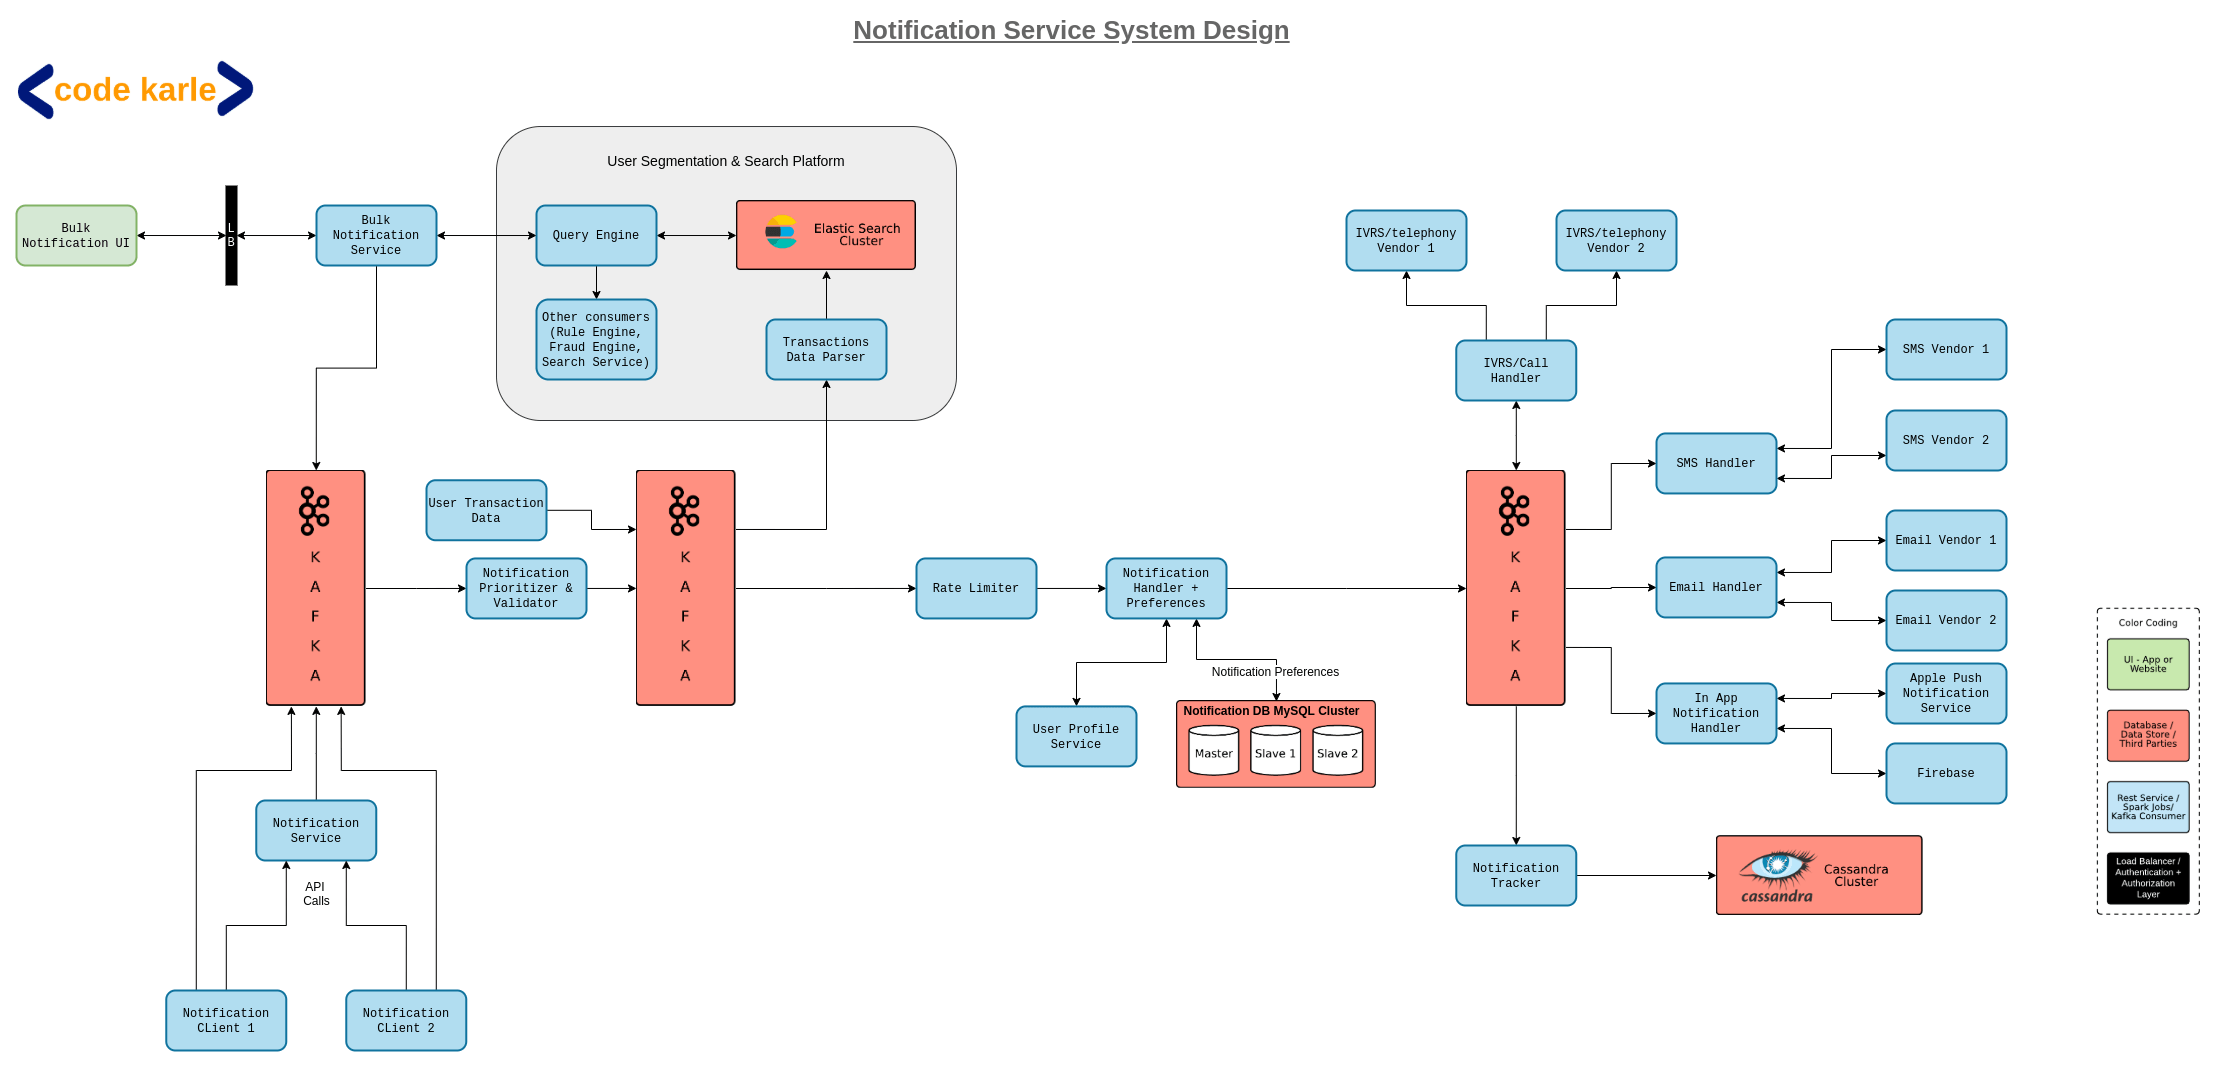 Notification Service System Design
<code karle>
User Segmentation & Search Platform
Bulk
Notification UI
L
B
Bulk
Notification
Service
Query Engine
Elastic Search
Cluster
Other consumers
(Rule Engine,
Fraud Engine,
Search Service)
Transactions
Data Parser
IVRS/telephony
Vendor 1
IVRS/telephony
Vendor 2
IVRS/Call
Handler
SMS Vendor 1
SMS Vendor 2
SMS Handler
K
A
F
K
A
User Transaction
Data
Notification
Prioritizer &
Validator
K
A
F
K
A
Rate Limiter
Notification
Handler +
Preferences
User Profile
Service
Notification Preferences
Notification DB MySQL Cluster
Master
Slave 1
Slave 2
K
A
F
K
A
Email Handler
Email Vendor 1
Email Vendor 2
In App
Notification
Handler
Apple Push
Notification
Service
Firebase
Notification
Service
API
Calls
Notification
CLient 1
Notification
CLient 2
Notification
Tracker
cassandra
Cassandra
Cluster
Color Coding
UI - App or
Website
Database /
Data Store /
Third Parties
Rest Service /
Spark Jobs/
Kafka Consumer
Load Balancer /
Authentication +
Authorization
Layer